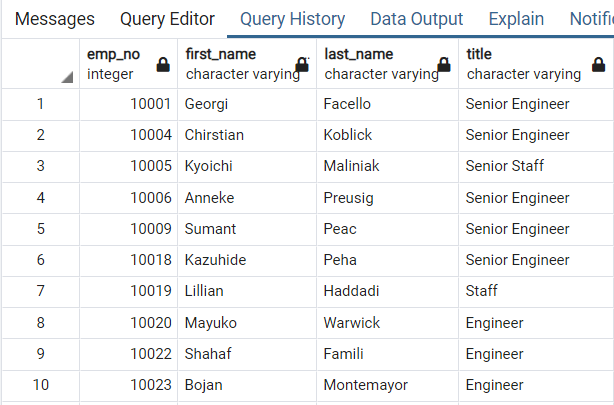 Messages Query Editor Query History Data Output Explain Notifi
emp_no first_name last_name title
integer character varying character varying character varying
1 10001 Georgi Facello Senior Engineer
2 10004 Chirstian Koblick Senior Engineer
3 10005 Kyoichi Maliniak Senior Staff
4 10006 Anneke Preusig Senior Engineer
5 10009 Sumant Peac Senior Engineer
6 10018 Kazuhide Peha Senior Engineer
7 10019 Lillian Haddadi Staff
8 10020 Mayuko Warwick Engineer
9 10022 Shahaf Famili Engineer
10 10023 Bojan Montemayor Engineer